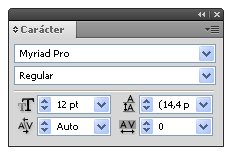 Carácter
Myriad Pro
Regular
12 pt (14,4 p
Auto 0